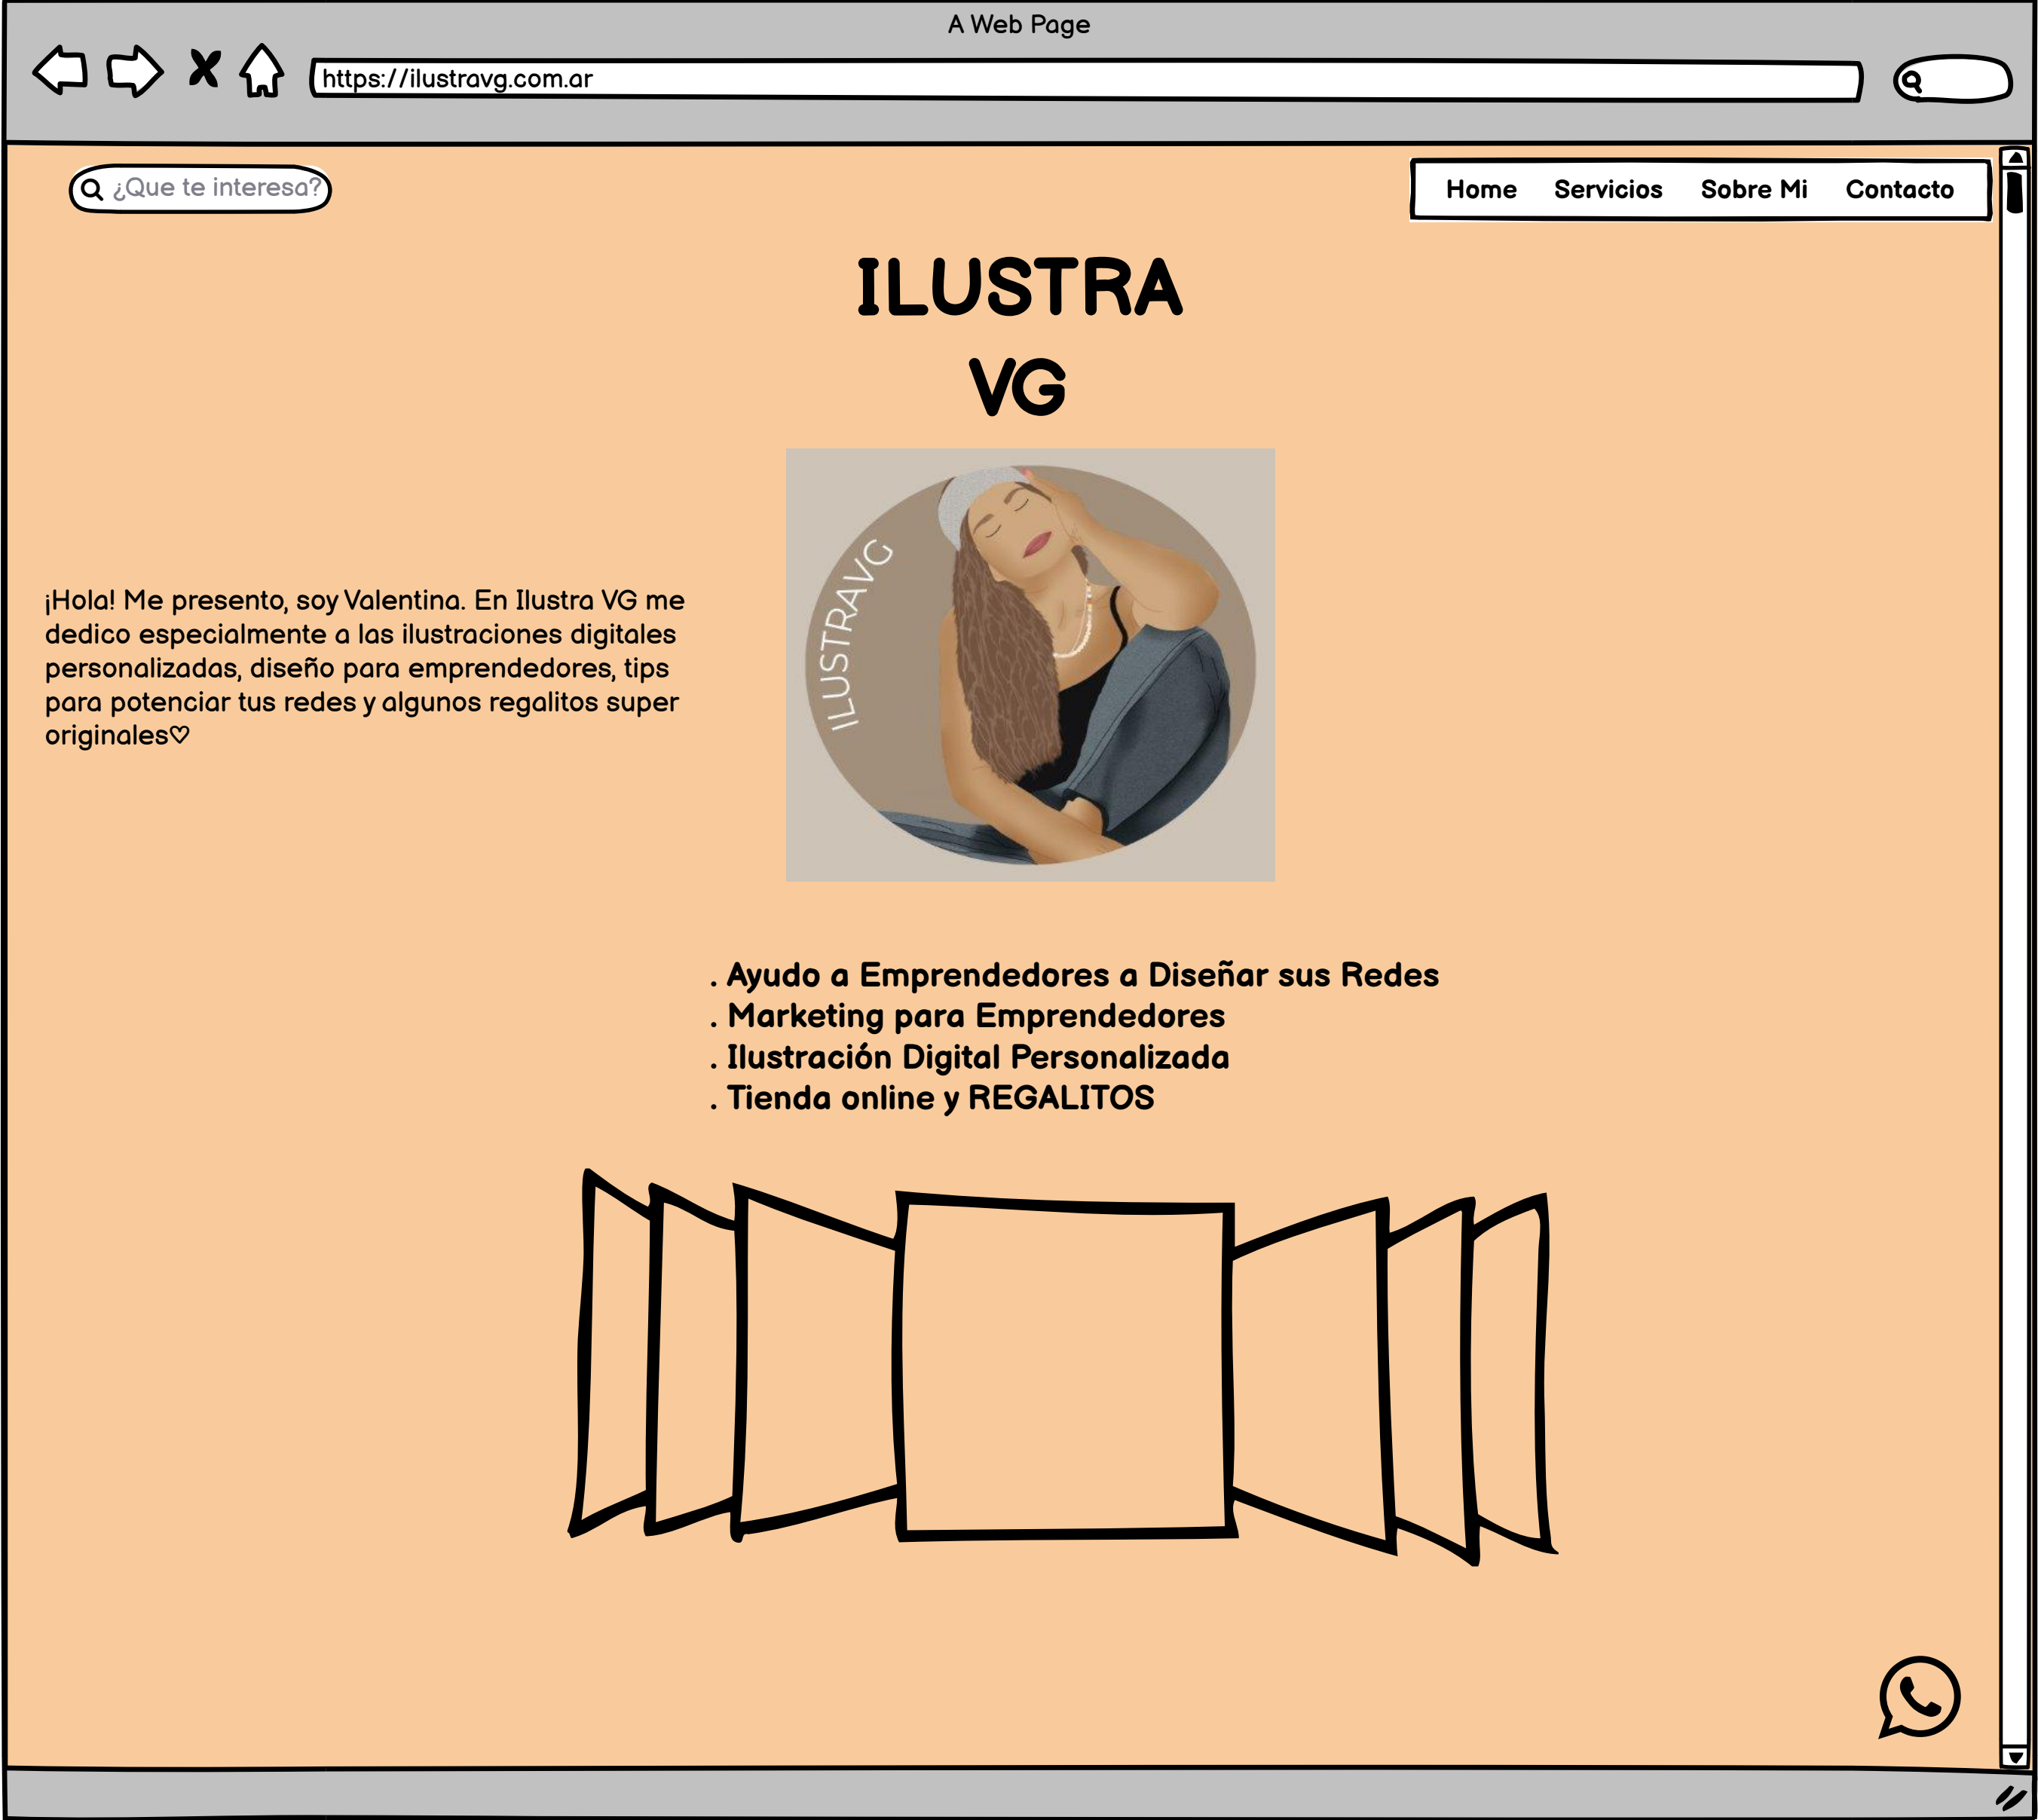 A Web Page
https://ilustravg.com.ar
¿Que te interesa?
Home Servicios Sobre Mi Contacto
ILUSTRA
VG
ILUSTRAVG
¡Hola! Me presento, soy Valentina. En Ilustra VG me
dedico especialmente a las ilustraciones digitales
personalizadas, diseño para emprendedores, tips
para potenciar tus redes y algunos regalitos super
originales♡
. Ayudo a Emprendedores a Diseñar sus Redes
. Marketing para Emprendedores
. Ilustración Digital Personalizada
. Tienda online y REGALITOS